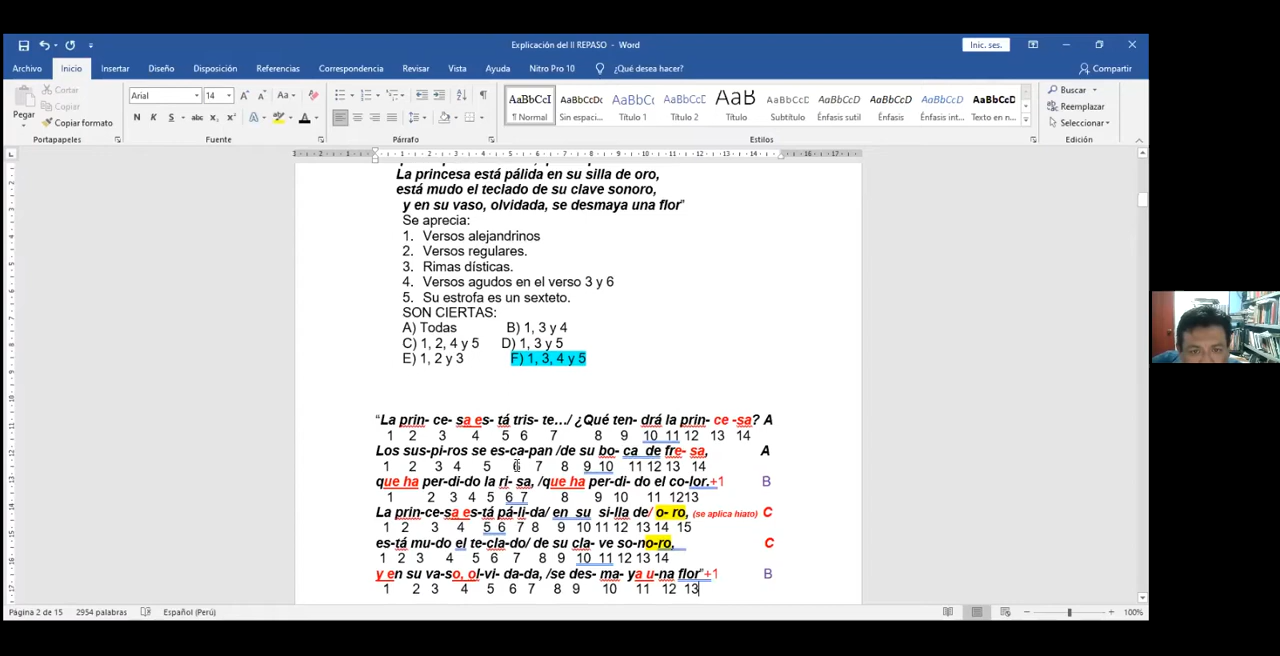 Explicación del II REPASO - Word
Inic. ses.
Archivo Inicio Insertar Diseño Disposición Referencias Correspondencia Revisar Vista Ayuda Nitro Pro 10 ¿Qué desea hacer? Compartir
Pegar
Cortar
Copiar
Copiar formato
Arial 14
N K S abc x₂ x²
AaBbCcI AaBbCcDc AaBbCcI AaBbCcD AaB AaBbCcD AaBbCcD AaBbCcD AaBbCcD AaBbCcD
¶ Normal Sin espaci... Título 1 Título 2 Título Subtítulo Énfasis sutil Énfasis Énfasis int... Texto en n...
Buscar
Reemplazar
Seleccionar
Portapapeles Fuente Párrafo Estilos Edición
La princesa está pálida en su silla de oro,
está mudo el teclado de su clave sonoro,
y en su vaso, olvidada, se desmaya una flor”
Se aprecia:
1. Versos alejandrinos
2. Versos regulares.
3. Rimas dísticas.
4. Versos agudos en el verso 3 y 6
5. Su estrofa es un sexteto.
SON CIERTAS:
A) Todas B) 1, 3 y 4
C) 1, 2, 4 y 5 D) 1, 3 y 5
E) 1, 2 y 3 F) 1, 3, 4 y 5
“La prin- ce- sa es- tá tris- te…/ ¿Qué ten- drá la prin- ce -sa? A
1 2 3 4 5 6 7 8 9 10 11 12 13 14
Los sus-pi-ros se es-ca-pan /de su bo- ca de fre- sa, A
1 2 3 4 5 6 7 8 9 10 11 12 13 14
que ha per-di-do la ri- sa, /que ha per-di-do el co-lor.+1 B
1 2 3 4 5 6 7 8 9 10 11 12 13
La prin-ce-sa es-tá pá-li-da/ en su si-lla de/ o- ro, (se aplica hiato) C
1 2 3 4 5 6 7 8 9 10 11 12 13 14 15
es-tá mu-do el te-cla-do/ de su cla- ve so-no-ro, C
1 2 3 4 5 6 7 8 9 10 11 12 13 14
y en su va-so, ol-vi- da-da, /se des- ma- ya u-na flor”+1 B
1 2 3 4 5 6 7 8 9 10 11 12 13
Página 2 de 15 2954 palabras Español (Perú) 100%